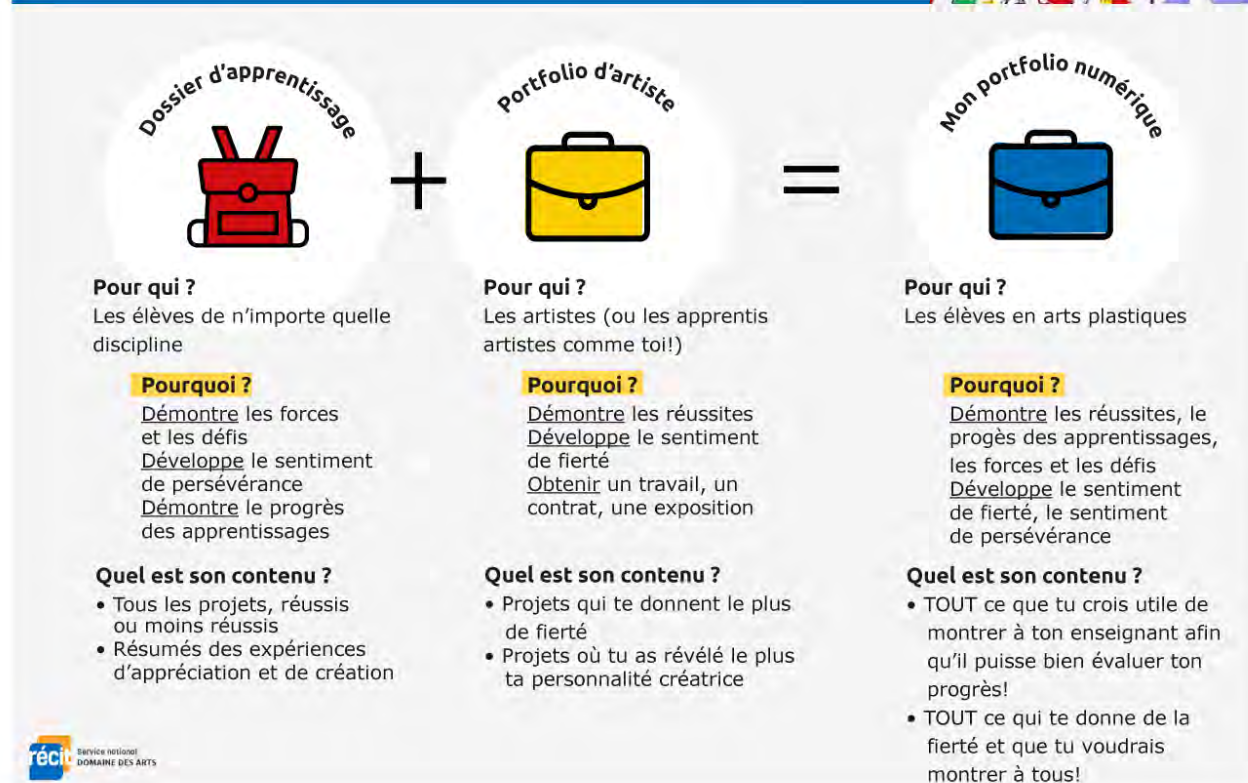 Dossier d'apprentissage
Pour qui ?
Les élèves de n'importe quelle
discipline
Pourquoi ?
Démontre les forces
et les défis
Développe le sentiment
de persévérance
Démontre le progrès
des apprentissages
Quel est son contenu ?
• Tous les projets, réussis
ou moins réussis
• Résumés des expériences
d'appréciation et de création
+
Portfolio d'artiste
Pour qui ?
Les artistes (ou les apprentis
artistes comme toi!)
Pourquoi ?
Démontre les réussites
Développe le sentiment
de fierté
Obtenir un travail, un
contrat, une exposition
Quel est son contenu ?
• Projets qui te donnent le plus
de fierté
• Projets où tu as révélé le plus
ta personnalité créatrice
=
Mon portfolio numérique
Pour qui ?
Les élèves en arts plastiques
Pourquoi ?
Démontre les réussites, le
progès des apprentissages,
les forces et les défis
Développe le sentiment
de fierté, le sentiment
de persévérance
Quel est son contenu ?
• TOUT ce que tu crois utile de
montrer à ton enseignant afin
qu'il puisse bien évaluer ton
progrès!
• TOUT ce qui te donne de la
fierté et que tu voudrais
montrer à tous!
récit
Service national
DOMAINE DES ARTS